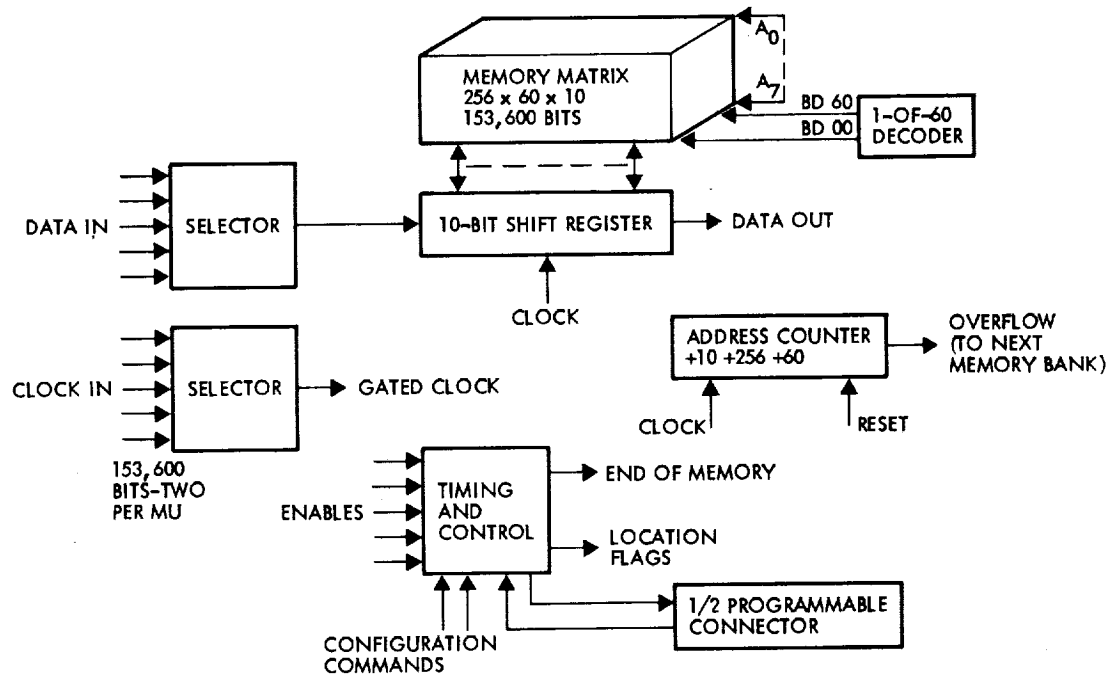 A0
MEMORY MATRIX
256 x 60 x 10
153,600 BITS
A7
BD 60
BD 00
1-OF-60
DECODER
DATA IN
SELECTOR
10-BIT SHIFT REGISTER
DATA OUT
CLOCK
CLOCK IN
SELECTOR
GATED CLOCK
153,600
BITS-TWO
PER MU
ADDRESS COUNTER
+10 +256 +60
OVERFLOW
(TO NEXT
MEMORY BANK)
CLOCK
RESET
ENABLES
TIMING
AND
CONTROL
END OF MEMORY
LOCATION
FLAGS
CONFIGURATION
COMMANDS
1/2 PROGRAMMABLE
CONNECTOR